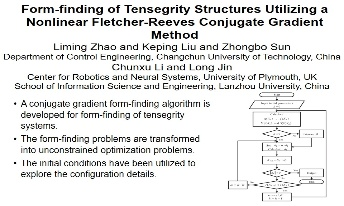 Form-finding of Tensegrity Structures Utilizing a
Nonlinear Fletcher-Reeves Conjugate Gradient
Method
Liming Zhao and Keping Liu and Zhongbo Sun
Department of Control Engineering, Changchun University of Technology, China
Chunxu Li and Long Jin
Center for Robotics and Neural Systems, University of Plymouth, UK
School of Information Science and Engineering, Lanzhou University, China
• A conjugate gradient form-finding algorithm is
developed for form-finding of tensegrity
systems.
• The form-finding problems are transformed
into unconstrained optimization problems.
• The initial conditions have been utilized to
explore the configuration details.